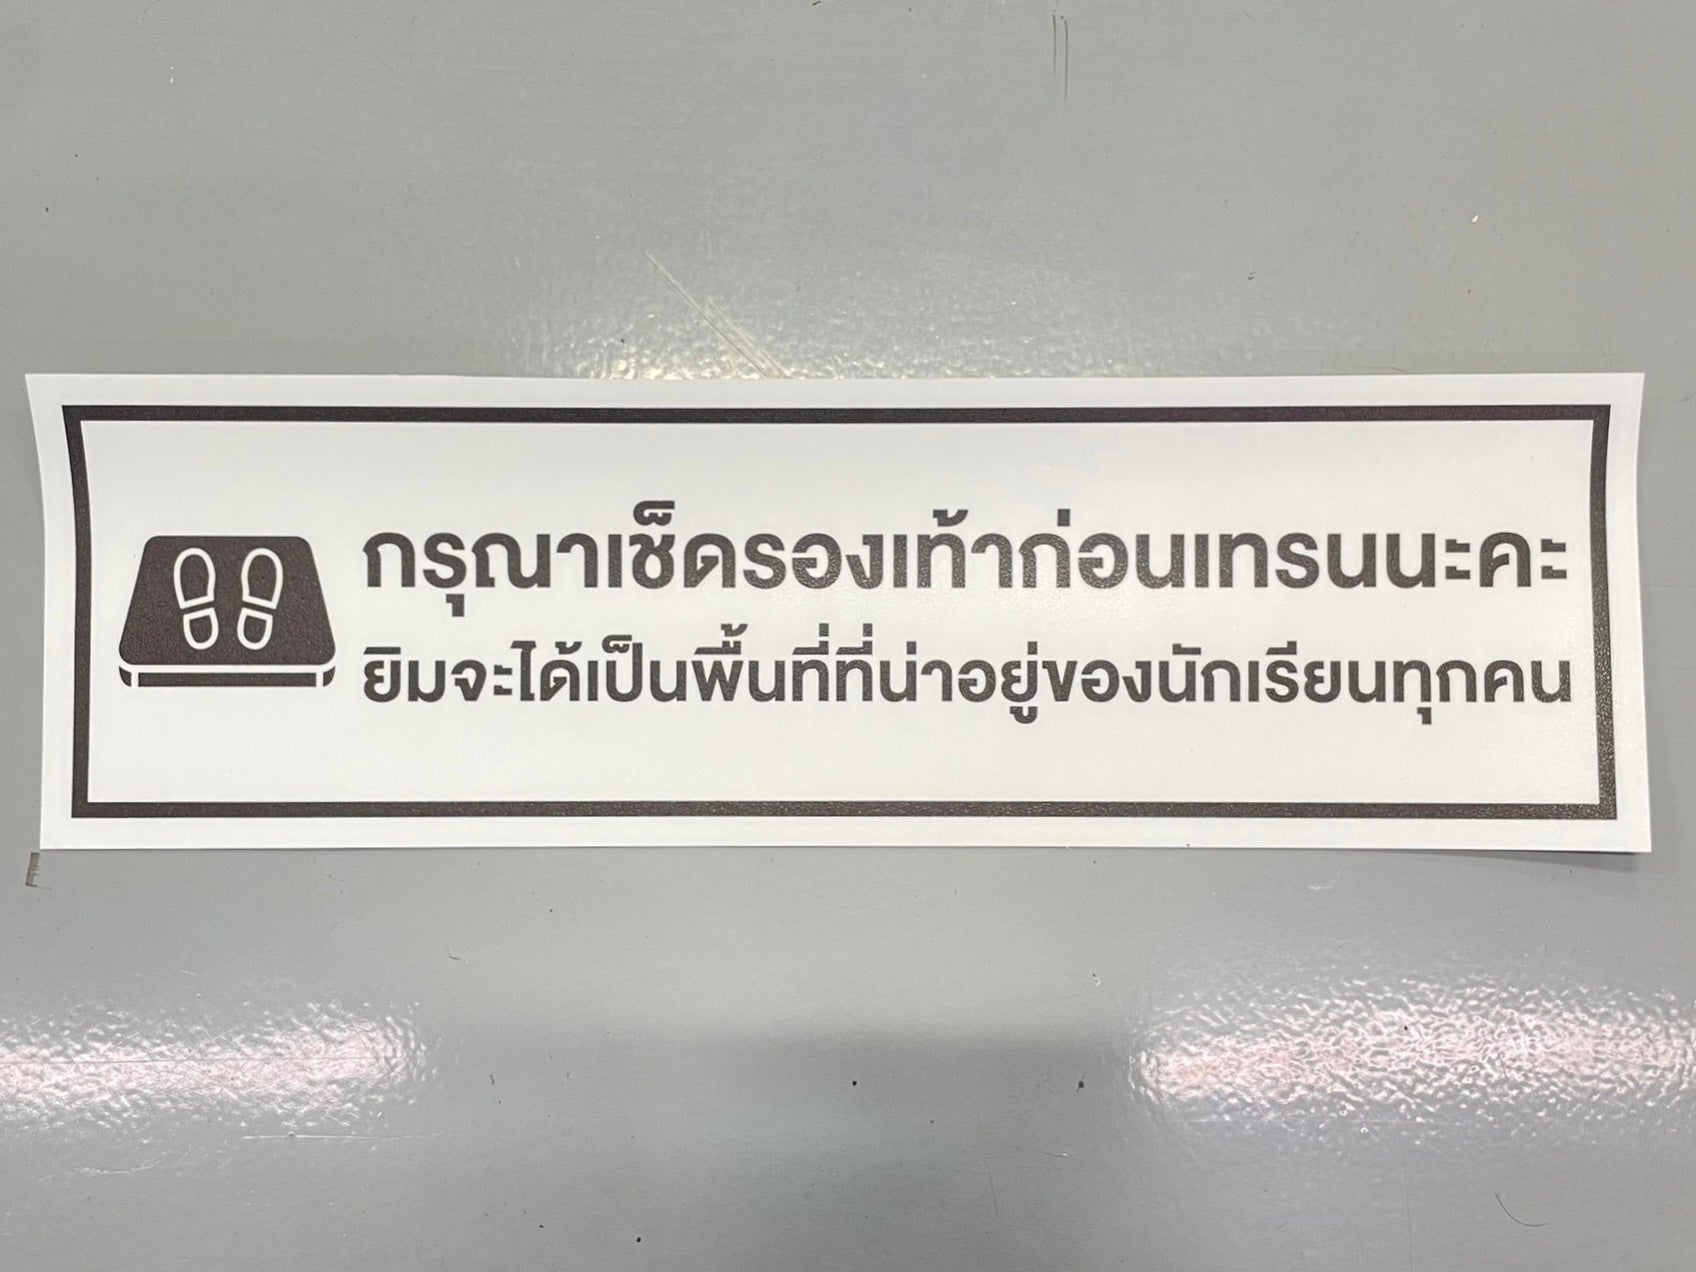 กรุณาเช็ดรองเท้าก่อนเทรนนะคะ
ยิมจะได้เป็นพื้นที่ที่น่าอยู่ของนักเรียนทุกคน